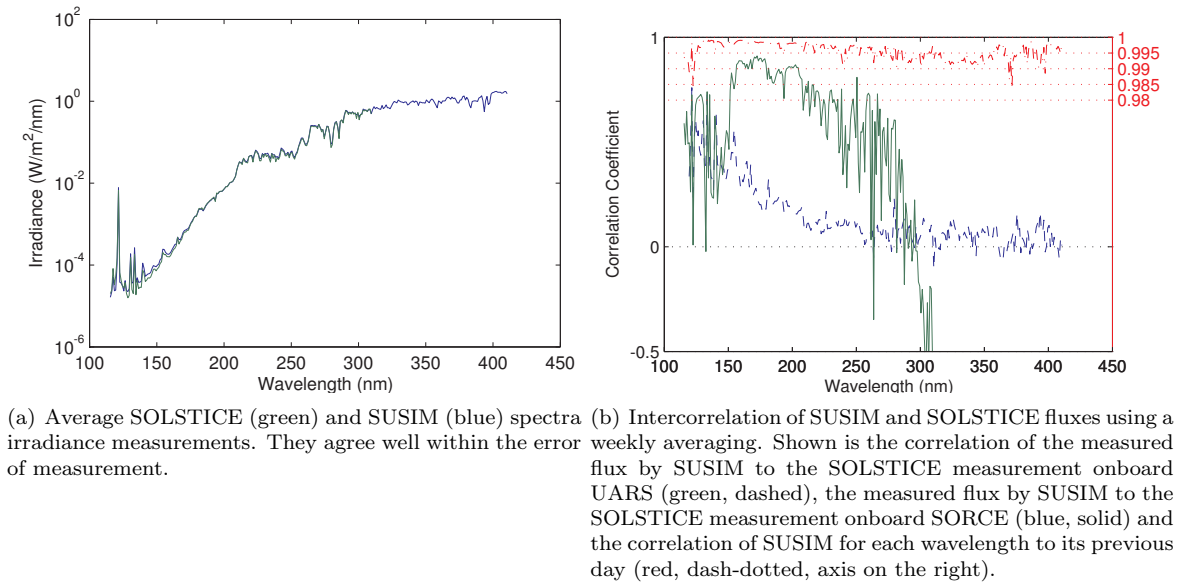 10^2
10^0
10^-2
10^-4
10^-6
Irradiance (W/m^2/nm)
100 150 200 250 300 350 400 450
Wavelength (nm)
(a) Average SOLSTICE (green) and SUSIM (blue) spectra
irradiance measurements. They agree well within the error
of measurement.
1
0
-0.5
Correlation Coefficient
1
0.995
0.99
0.985
0.98
100 150 200 250 300 350 400 450
Wavelength (nm)
(b) Intercorrelation of SUSIM and SOLSTICE fluxes using a
weekly averaging. Shown is the correlation of the measured
flux by SUSIM to the SOLSTICE measurement onboard
UARS (green, dashed), the measured flux by SUSIM to the
SOLSTICE measurement onboard SORCE (blue, solid) and
the correlation of SUSIM for each wavelength to its previous
day (red, dash-dotted, axis on the right).